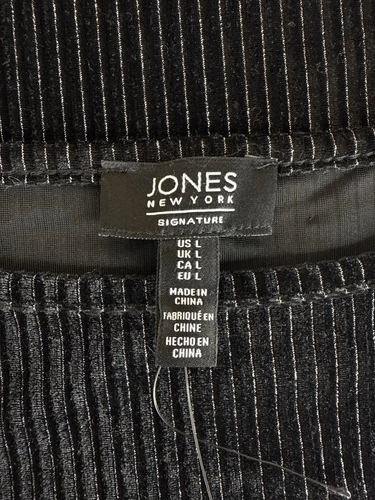 JONES
NEW YORK
SIGNATURE
US L
UK L
CA L
EU L
MADE IN
CHINA
FABRIQUÉ EN
CHINE
HECHO EN
CHINA